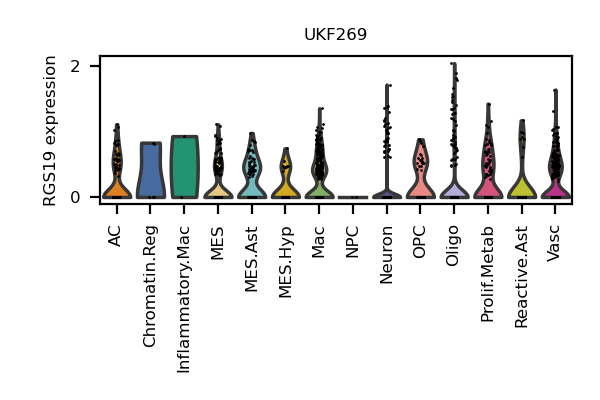 UKF269
RGS19 expression
2
0
AC
Chromatin.Reg
Inflammatory.Mac
MES
MES.Ast
MES.Hyp
Mac
NPC
Neuron
OPC
Oligo
Prolif.Metab
Reactive.Ast
Vasc